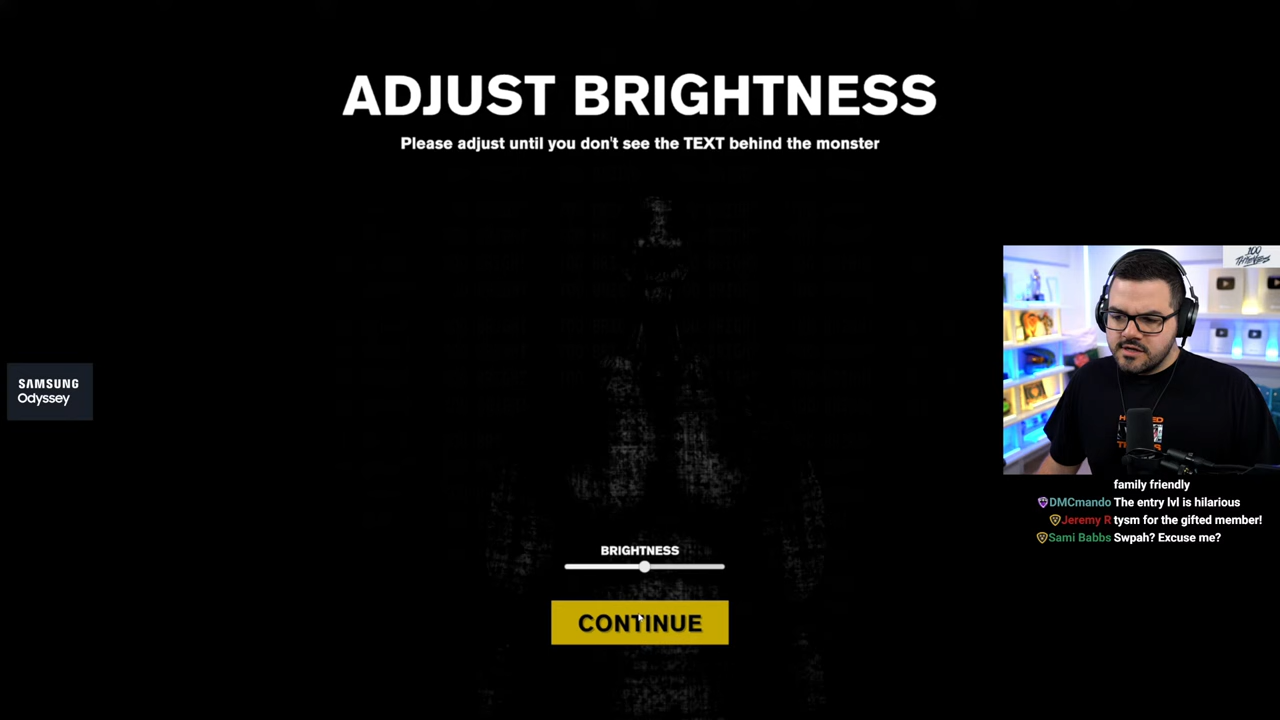 ADJUST BRIGHTNESS
Please adjust until you don't see the TEXT behind the monster
SAMSUNG
Odyssey
100
family friendly
DMCmando The entry lvl is hilarious
Jeremy R tysm for the gifted member!
Sami Babbs Swpah? Excuse me?
BRIGHTNESS
CONTINUE